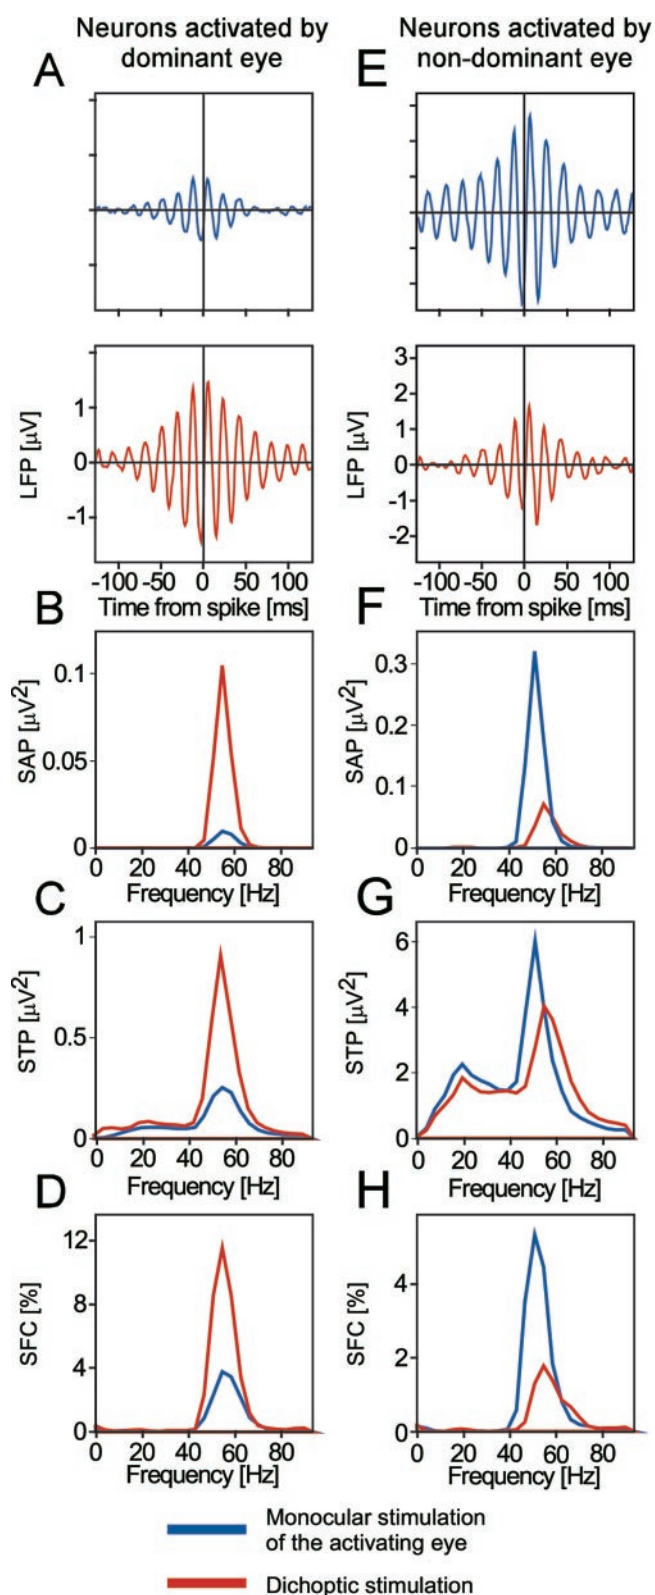 Neurons activated by
dominant eye
Neurons activated by
non-dominant eye
A
E
LFP [µV]
1
0
-1
-100 -50 0 50 100
Time from spike [ms]
LFP [µV]
3
2
1
0
-1
-2
-100 -50 0 50 100
Time from spike [ms]
B
SAP [µV2]
0.1
0.05
0
0 20 40 60 80
Frequency [Hz]
F
SAP [µV2]
0.3
0.2
0.1
0
0 20 40 60 80
Frequency [Hz]
C
STP [µV2]
1
0.5
0
0 20 40 60 80
Frequency [Hz]
G
STP [µV2]
6
4
2
0
0 20 40 60 80
Frequency [Hz]
D
SFC [%]
12
8
4
0
0 20 40 60 80
Frequency [Hz]
H
SFC [%]
4
2
0
0 20 40 60 80
Frequency [Hz]
Monocular stimulation
of the activating eye
Dichoptic stimulation